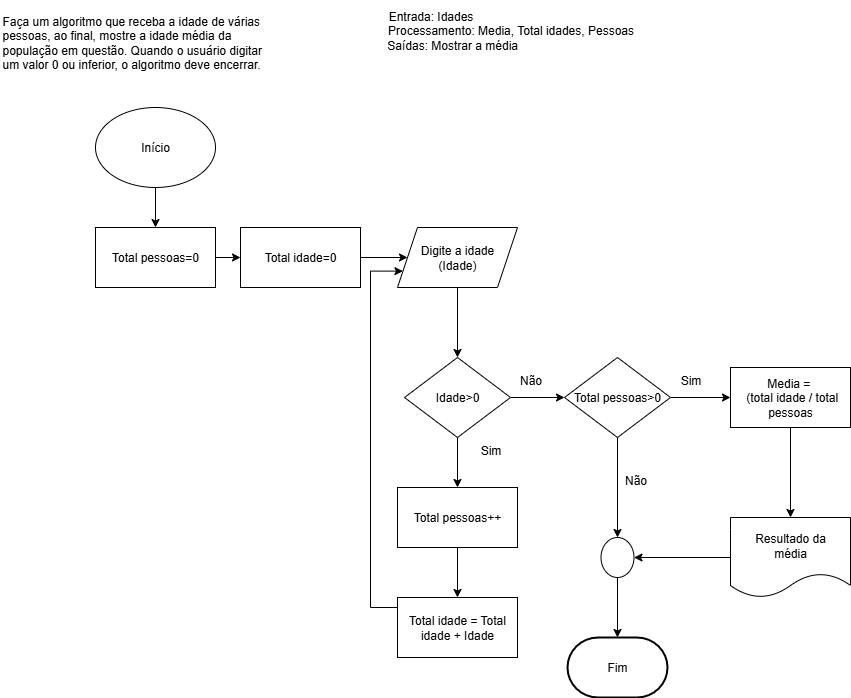 Faça um algoritmo que receba a idade de várias
pessoas, ao final, mostre a idade média da
população em questão. Quando o usuário digitar
um valor 0 ou inferior, o algoritmo deve encerrar.
Entrada: Idades
Processamento: Media, Total idades, Pessoas
Saídas: Mostrar a média
Início
Total pessoas=0
Total idade=0
Digite a idade
(Idade)
Idade>0
Não
Total pessoas>0
Sim
Media =
(total idade / total
pessoas
Sim
Não
Total pessoas++
Resultado da
média
Total idade = Total
idade + Idade
Fim